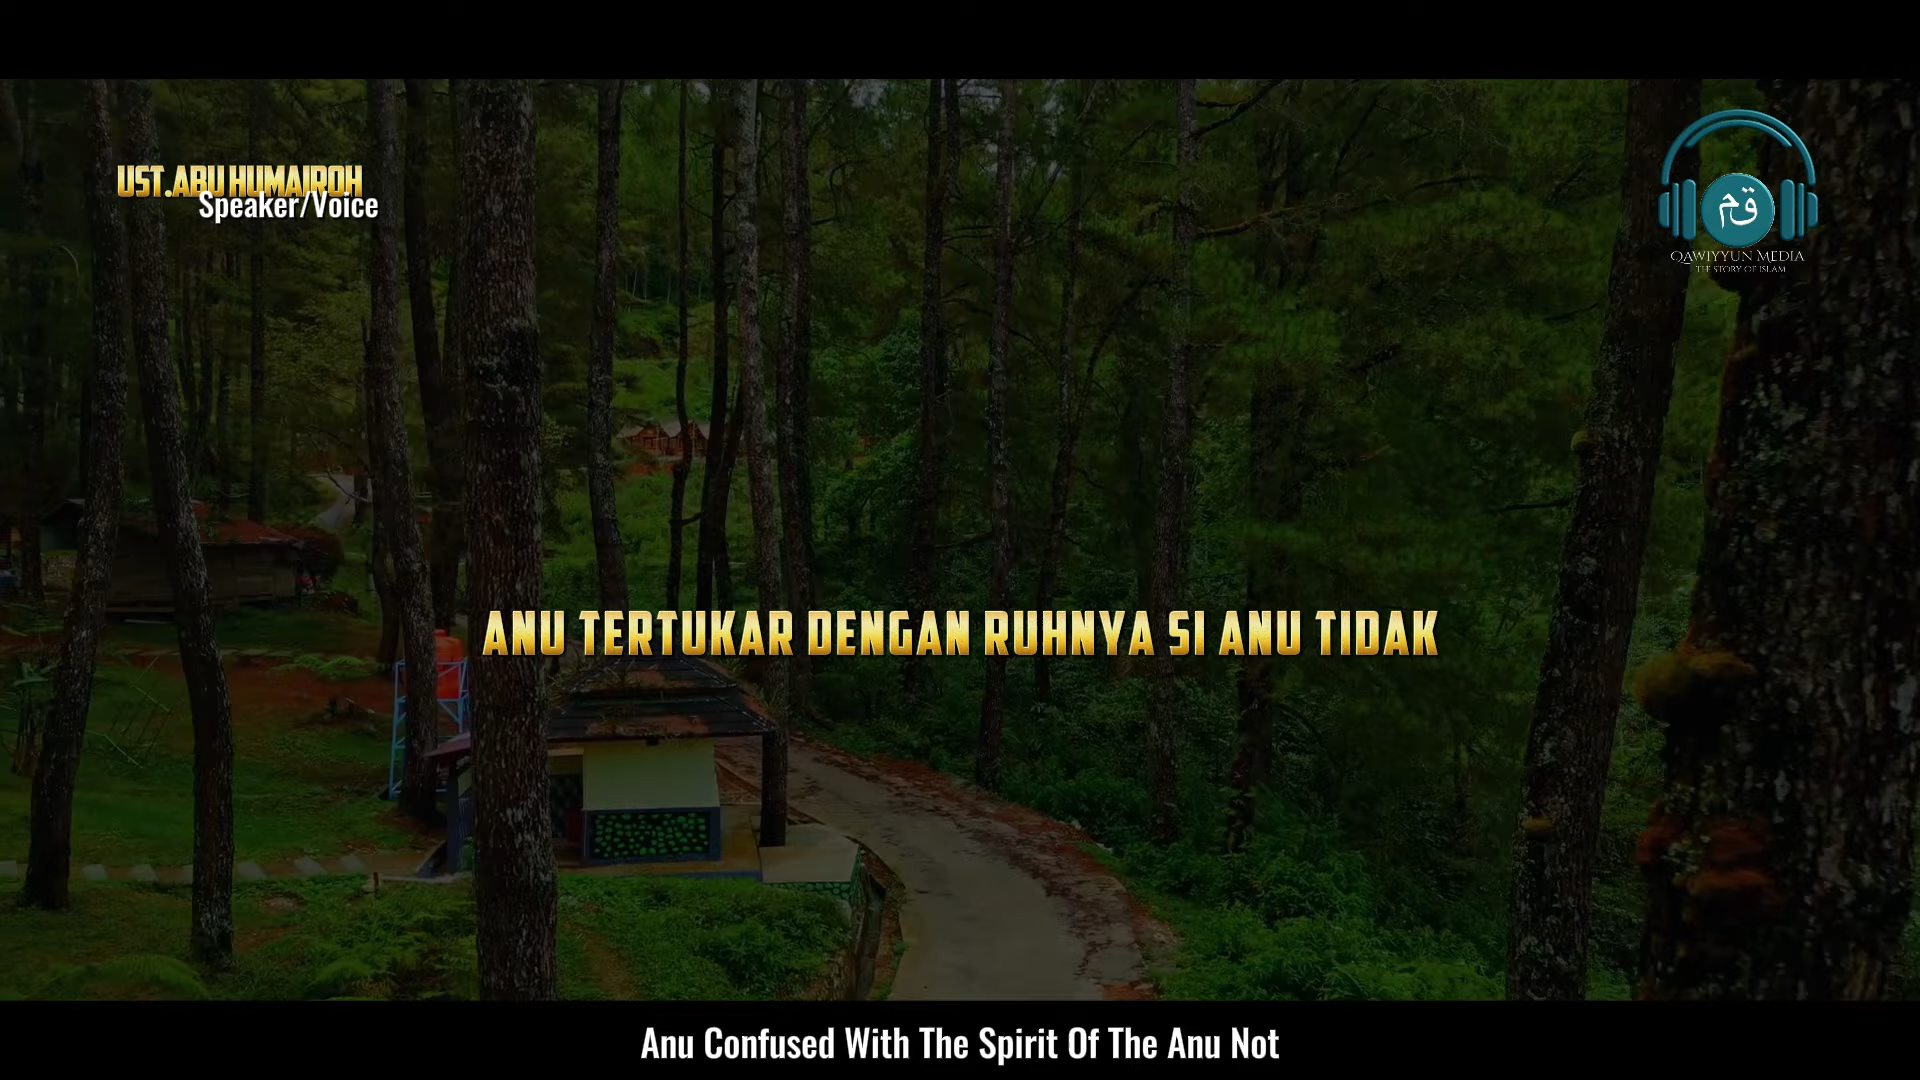 UST.ABU HUMAIROH
Speaker/Voice
قم
QAWIYYUN MEDIA
THE STORY OF ISLAM
ANU TERTUKAR DENGAN RUHNYA SI ANU TIDAK
Anu Confused With The Spirit Of The Anu Not